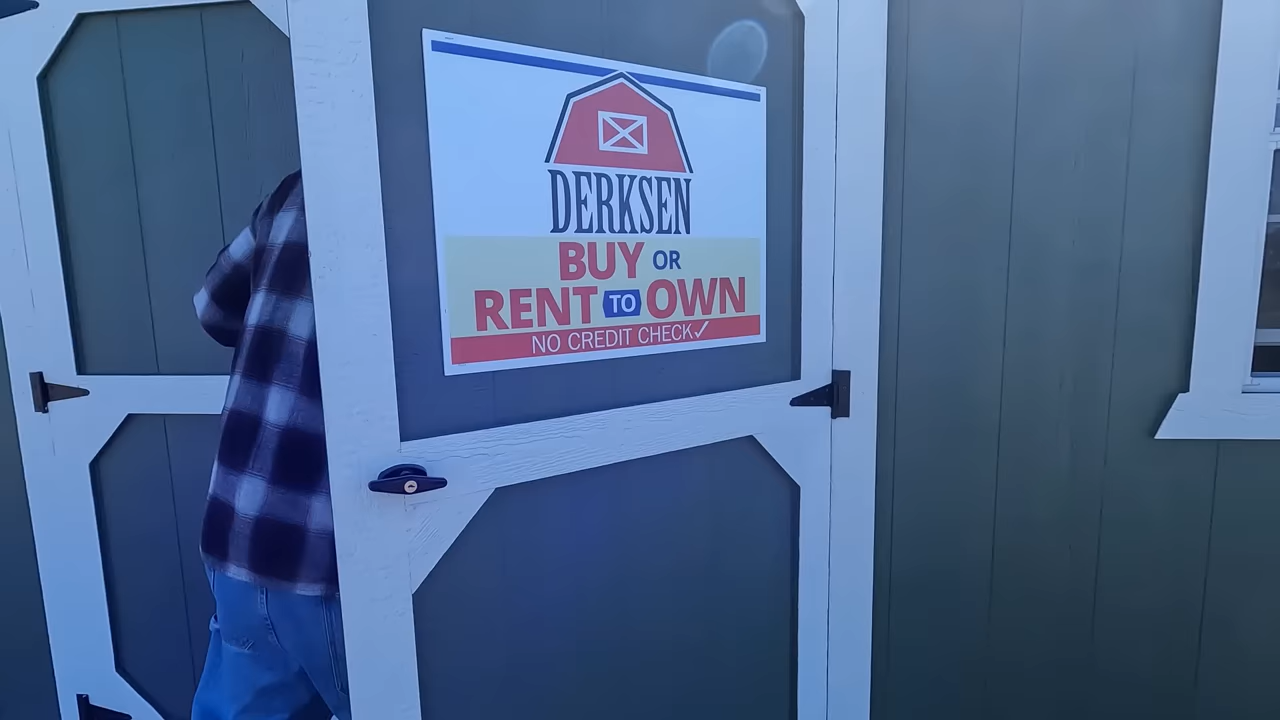 DERKSEN
BUY OR
RENT TO OWN
NO CREDIT CHECK✓